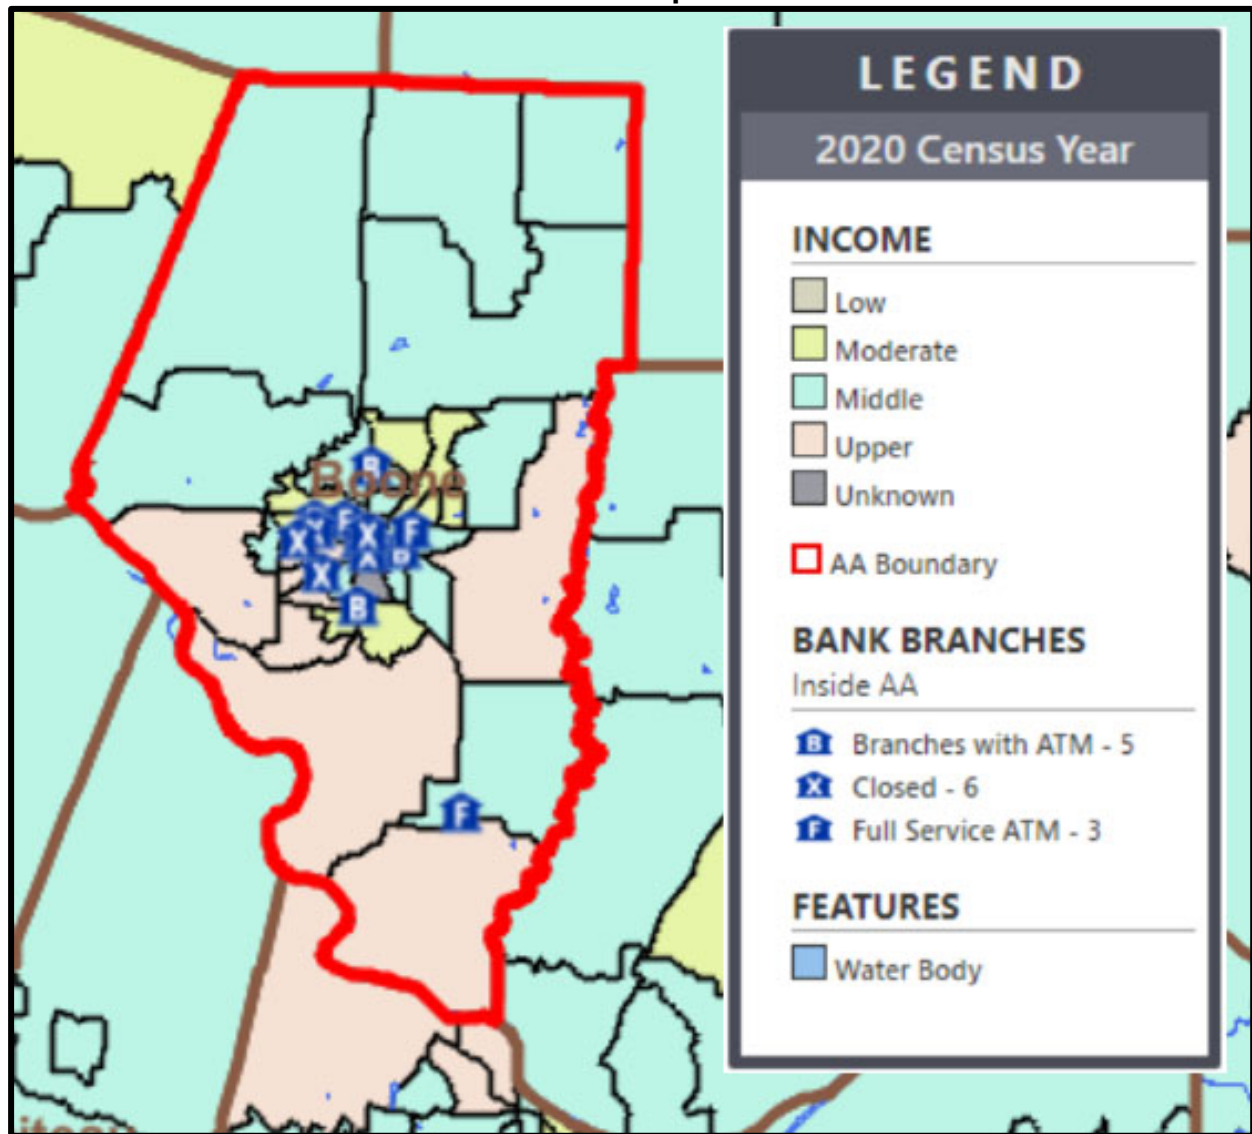 LEGEND
2020 Census Year
INCOME
Low
Moderate
Middle
Upper
Unknown
AA Boundary
BANK BRANCHES
Inside AA
B Branches with ATM - 5
X Closed - 6
F Full Service ATM - 3
FEATURES
Water Body
B
Boone
F
X
X
F
X
B
F